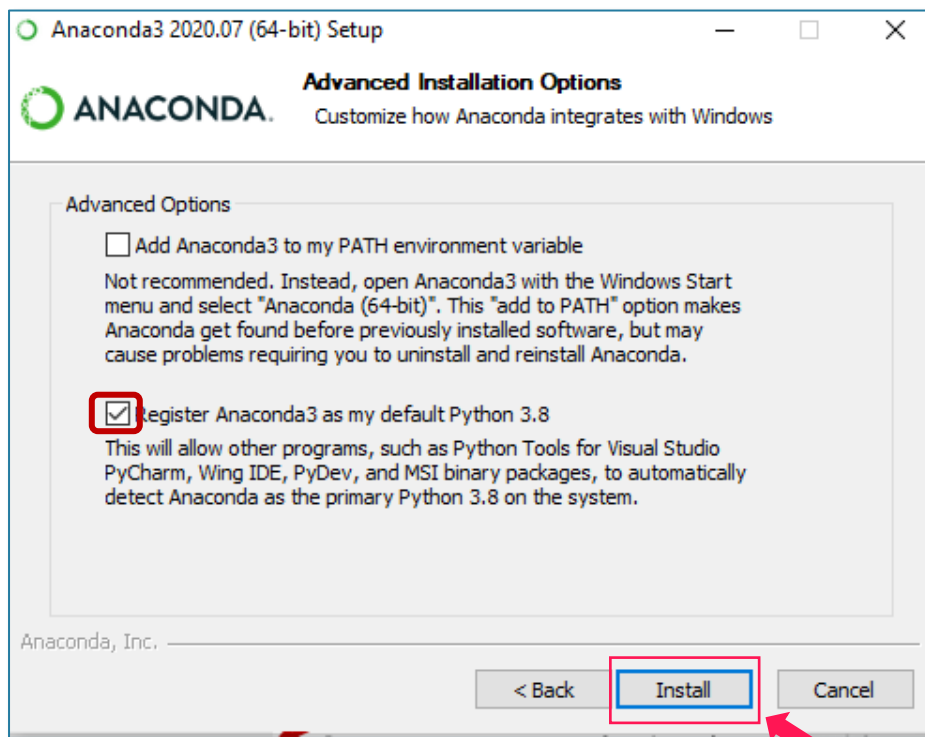 Anaconda3 2020.07 (64-bit) Setup
Advanced Installation Options
ANACONDA.
Customize how Anaconda integrates with Windows
Advanced Options
Add Anaconda3 to my PATH environment variable
Not recommended. Instead, open Anaconda3 with the Windows Start
menu and select "Anaconda (64-bit)". This "add to PATH" option makes
Anaconda get found before previously installed software, but may
cause problems requiring you to uninstall and reinstall Anaconda.
Register Anaconda3 as my default Python 3.8
This will allow other programs, such as Python Tools for Visual Studio
PyCharm, Wing IDE, PyDev, and MSI binary packages, to automatically
detect Anaconda as the primary Python 3.8 on the system.
Anaconda, Inc.
< Back Install Cancel